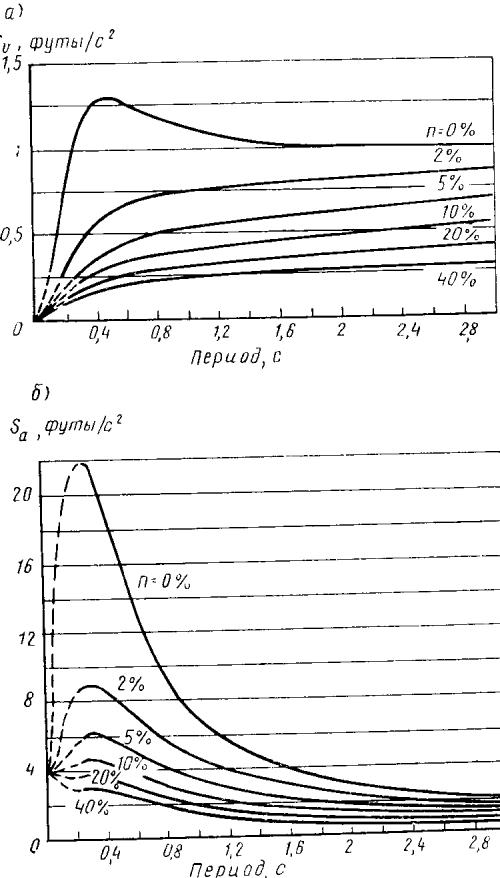 а)
, футы/с²
1,5
n=0%
2%
5%
10%
20%
40%
0,5
0
0,4 0,8 1,2 1,6 2 2,4 2,8
Период, с
б)
Sa, футы/с²
20
16
12
8
4
0
n=0%
2%
5%
10%
20%
40%
0,4 0,8 1,2 1,6 2 2,4 2,8
Период, с